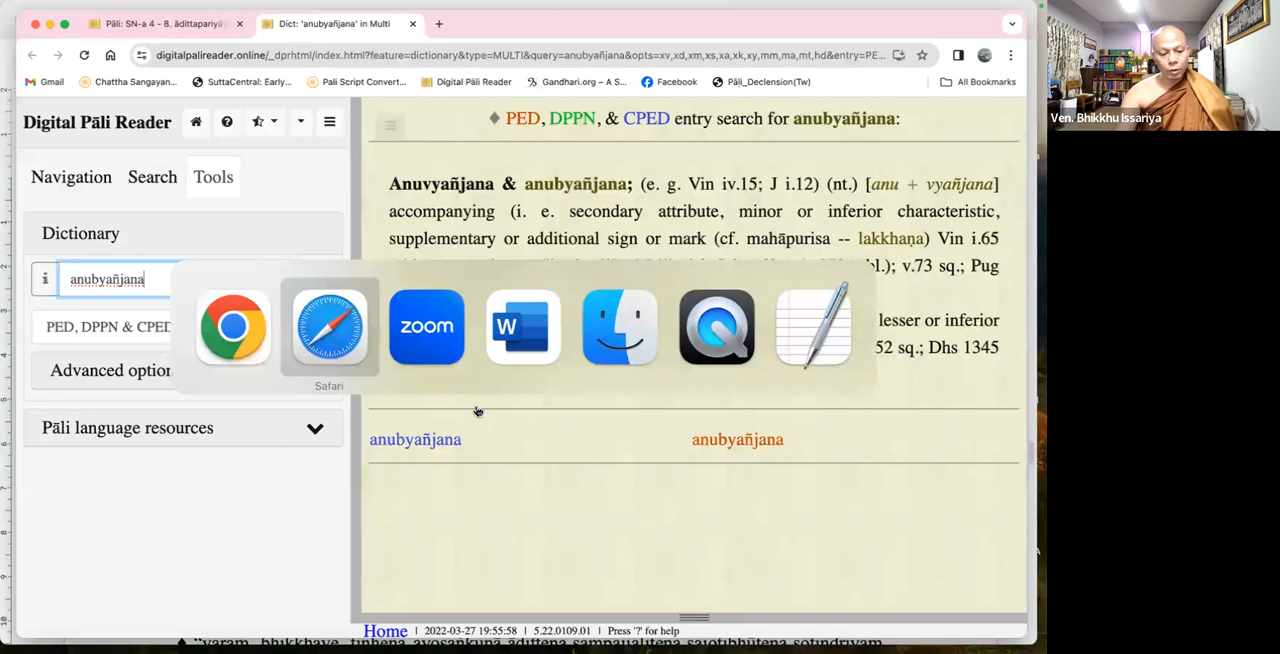 Pāli: SN-a 4 - 8. ādittapariyā
Dict: 'anubyañjana' in Multi
digitalpalireader.online/_dprhtml/index.html?feature=dictionary&type=MULTI&query=anubyañjana&opts=xv,xd,xm,xs,xa,xk,xy,mm,ma,mt,hd&entry=PE...
Gmail
Chattha Sangayan...
SuttaCentral: Early...
Pali Script Convert...
Digital Pāli Reader
Gandhari.org – A S...
Facebook
Pāḷi_Declension(Tw)
All Bookmarks
Digital Pāli Reader
Navigation Search Tools
Dictionary
i
anubyañjana
PED, DPPN & CPED
Advanced option
Pāli language resources
♦ PED, DPPN, & CPED entry search for anubyañjana:
Anuvyañjana & anubyañjana; (e. g. Vin iv.15; J i.12) (nt.) [anu + vyañjana]
accompanying (i. e. secondary attribute, minor or inferior characteristic,
supplementary or additional sign or mark (cf. mahāpurisa -- lakkhaṇa) Vin i.65
bl.); v.73 sq.; Pug
lesser or inferior
52 sq.; Dhs 1345
zoom
W
Safari
anubyañjana anubyañjana
Home | 2022-03-27 19:55:58 | 5.22.0109.01 | Press '?' for help
Ven. Bhikkhu Issariya